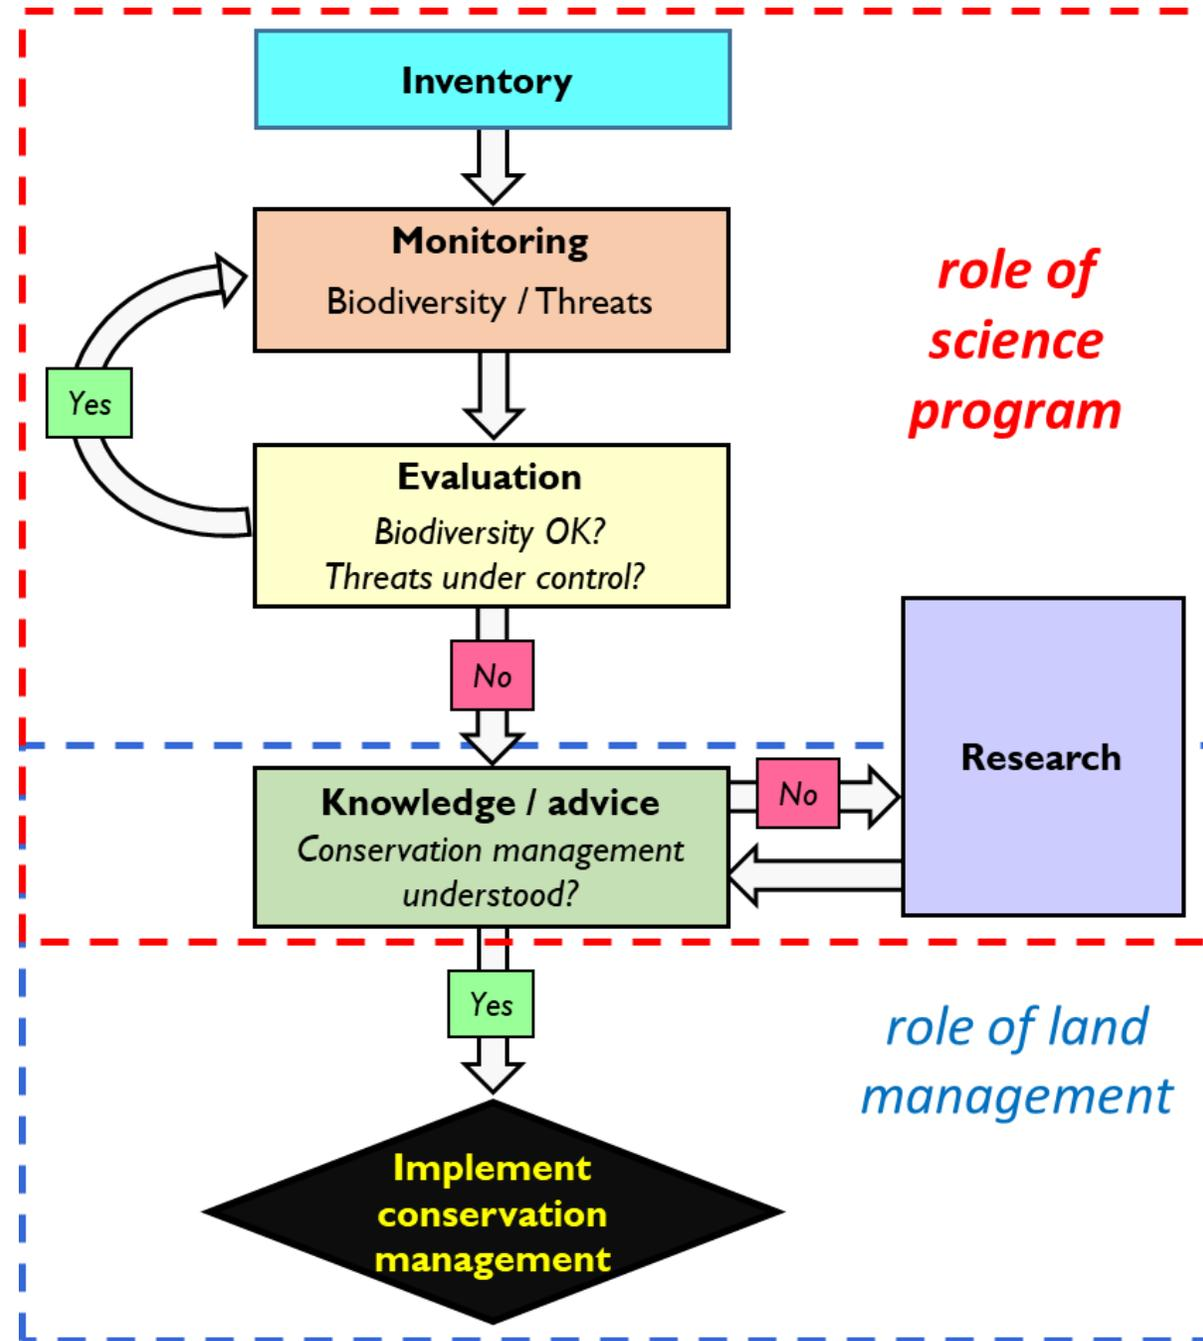 Inventory
Monitoring
Biodiversity / Threats
role of
science
program
Yes
Evaluation
Biodiversity OK?
Threats under control?
No
Knowledge / advice
Conservation management
understood?
No
Research
Yes
role of land
management
Implement
conservation
management